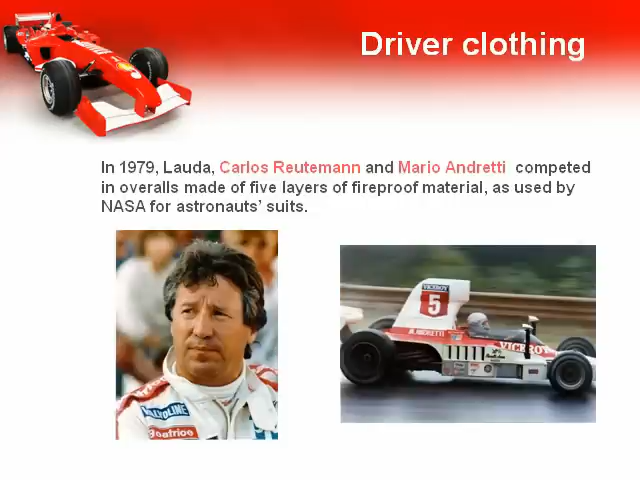 Driver clothing
In 1979, Lauda, Carlos Reutemann and Mario Andretti competed
in overalls made of five layers of fireproof material, as used by
NASA for astronauts’ suits.
VALVOLINE
Beatrice
VICEROY
5
M. ANDRETTI
VICEROY